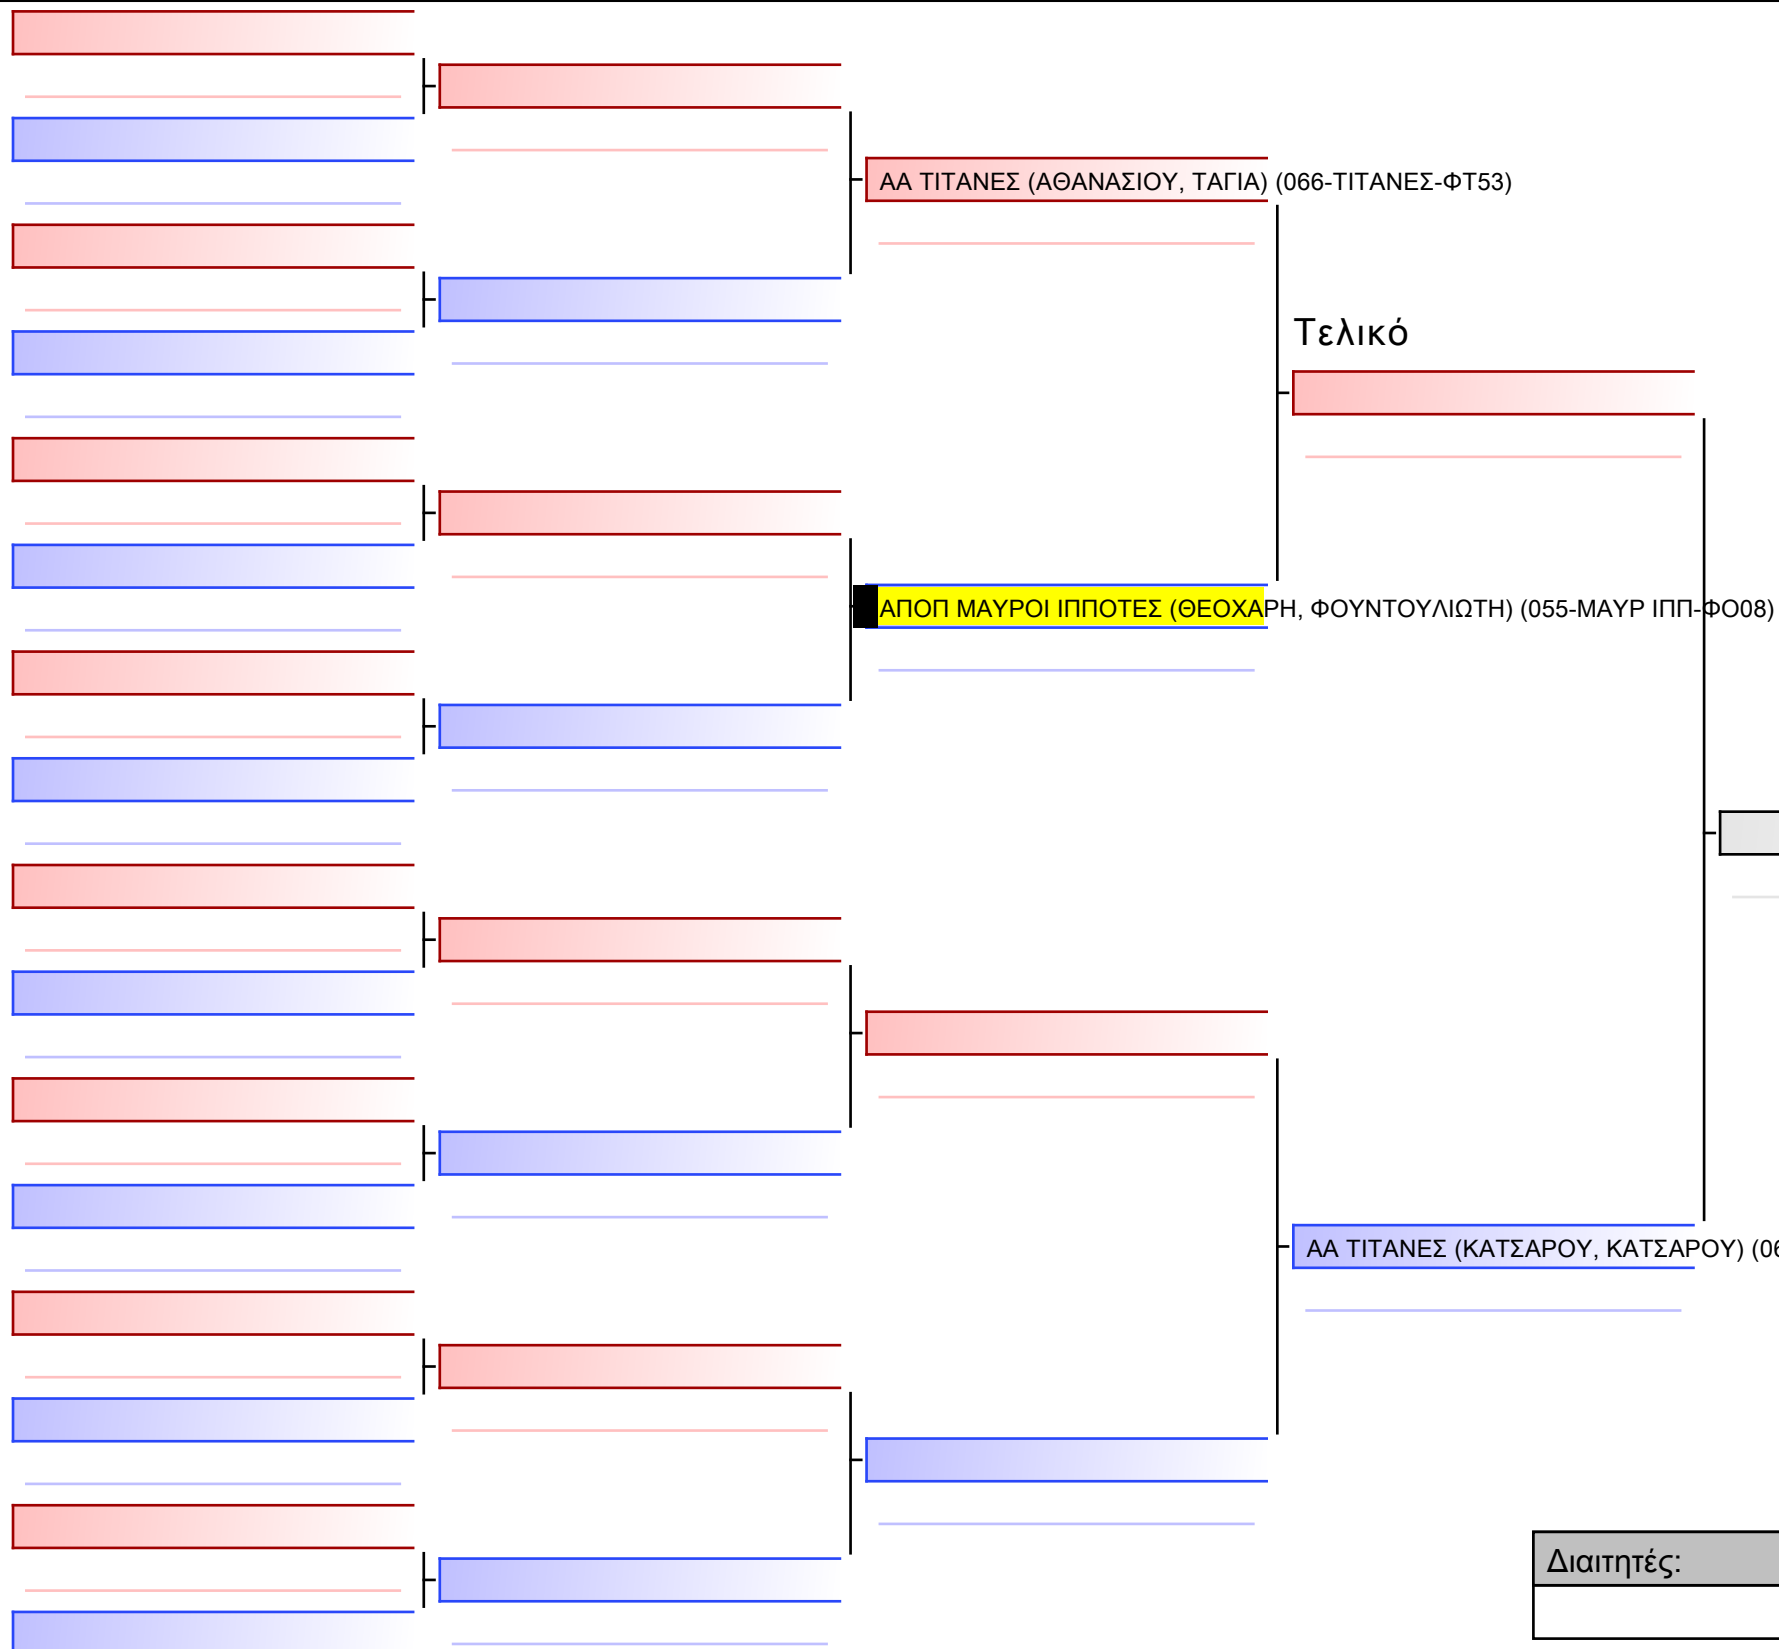 ΑΑ ΤΙΤΑΝΕΣ (ΑΘΑΝΑΣΙΟΥ, ΤΑΓΙΑ) (066-ΤΙΤΑΝΕΣ-ΦΤ53)
Τελικό
ΑΠΟΠ ΜΑΥΡΟΙ ΙΠΠΟΤΕΣ (ΘΕΟΧΑΡΗ, ΦΟΥΝΤΟΥΛΙΩΤΗ) (055-ΜΑΥΡ ΙΠΠ-ΦΟ08)
ΑΑ ΤΙΤΑΝΕΣ (ΚΑΤΣΑΡΟΥ, ΚΑΤΣΑΡΟΥ)
Διαιτητές: